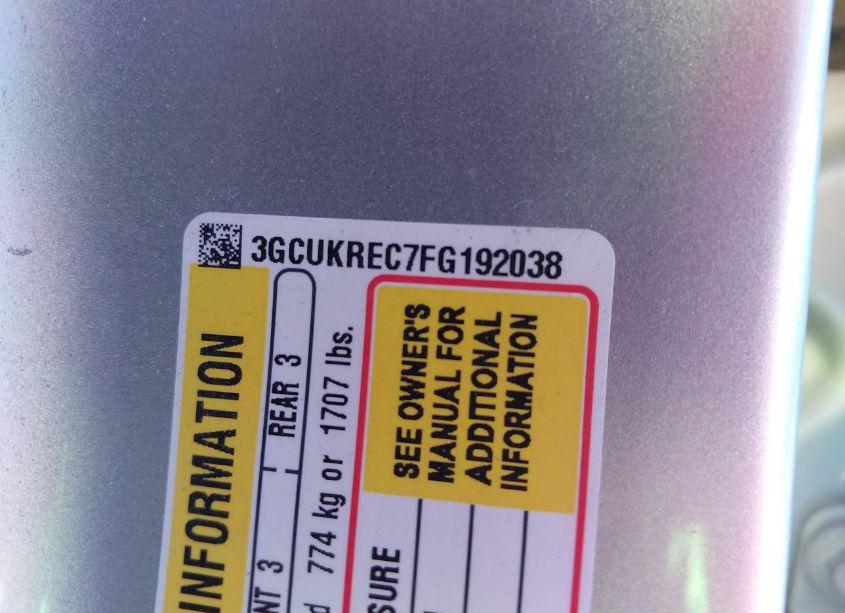 3GCUKREC7FG192038
INFORMATION
NT 3
REAR 3
d 774 kg or 1707 lbs.
SURE
SEE OWNER'S
MANUAL FOR
ADDITIONAL
INFORMATION